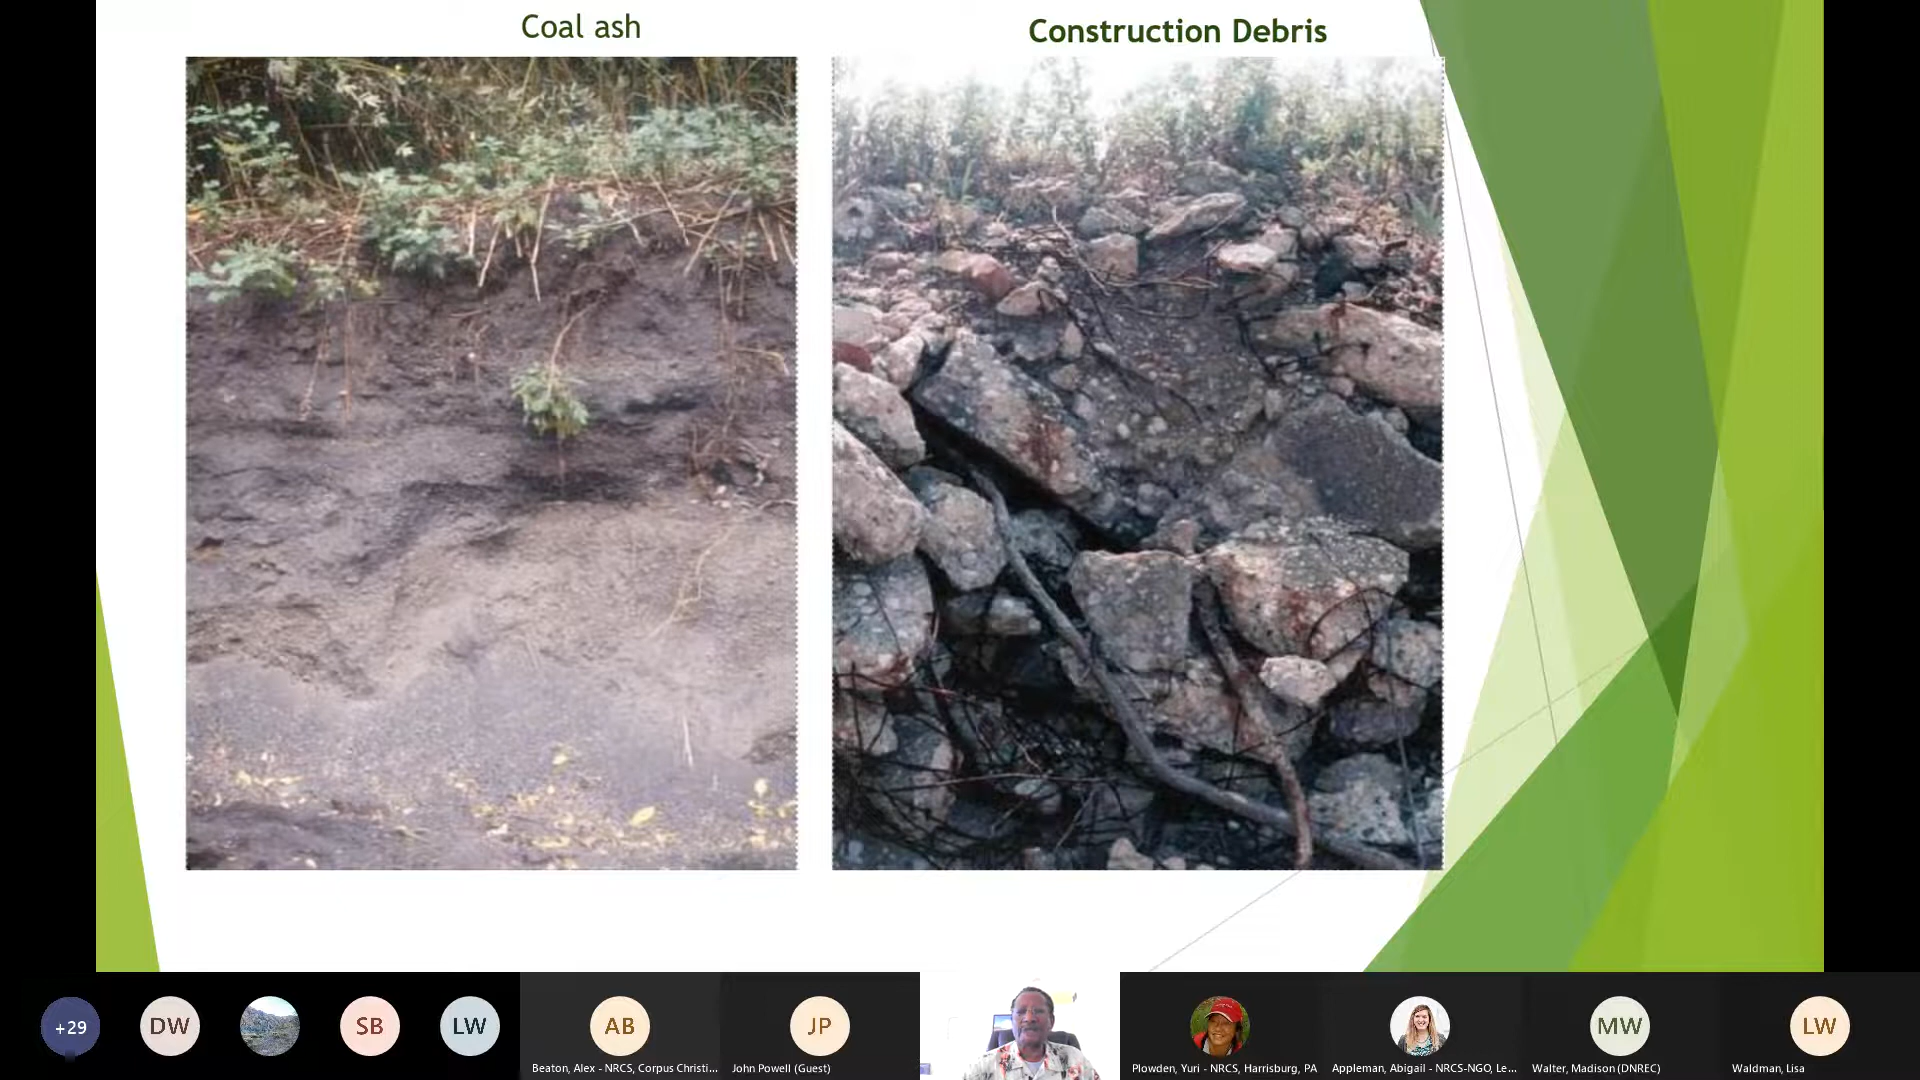 Coal ash
Construction Debris
+29
DW
SB
LW
AB
JP
MW
LW
Beaton, Alex - NRCS, Corpus Christi...
John Powell (Guest)
Plowden, Yuri - NRCS, Harrisburg, PA
Appleman, Abigail - NRCS-NGO, Le...
Walter, Madison (DNREC)
Waldman, Lisa